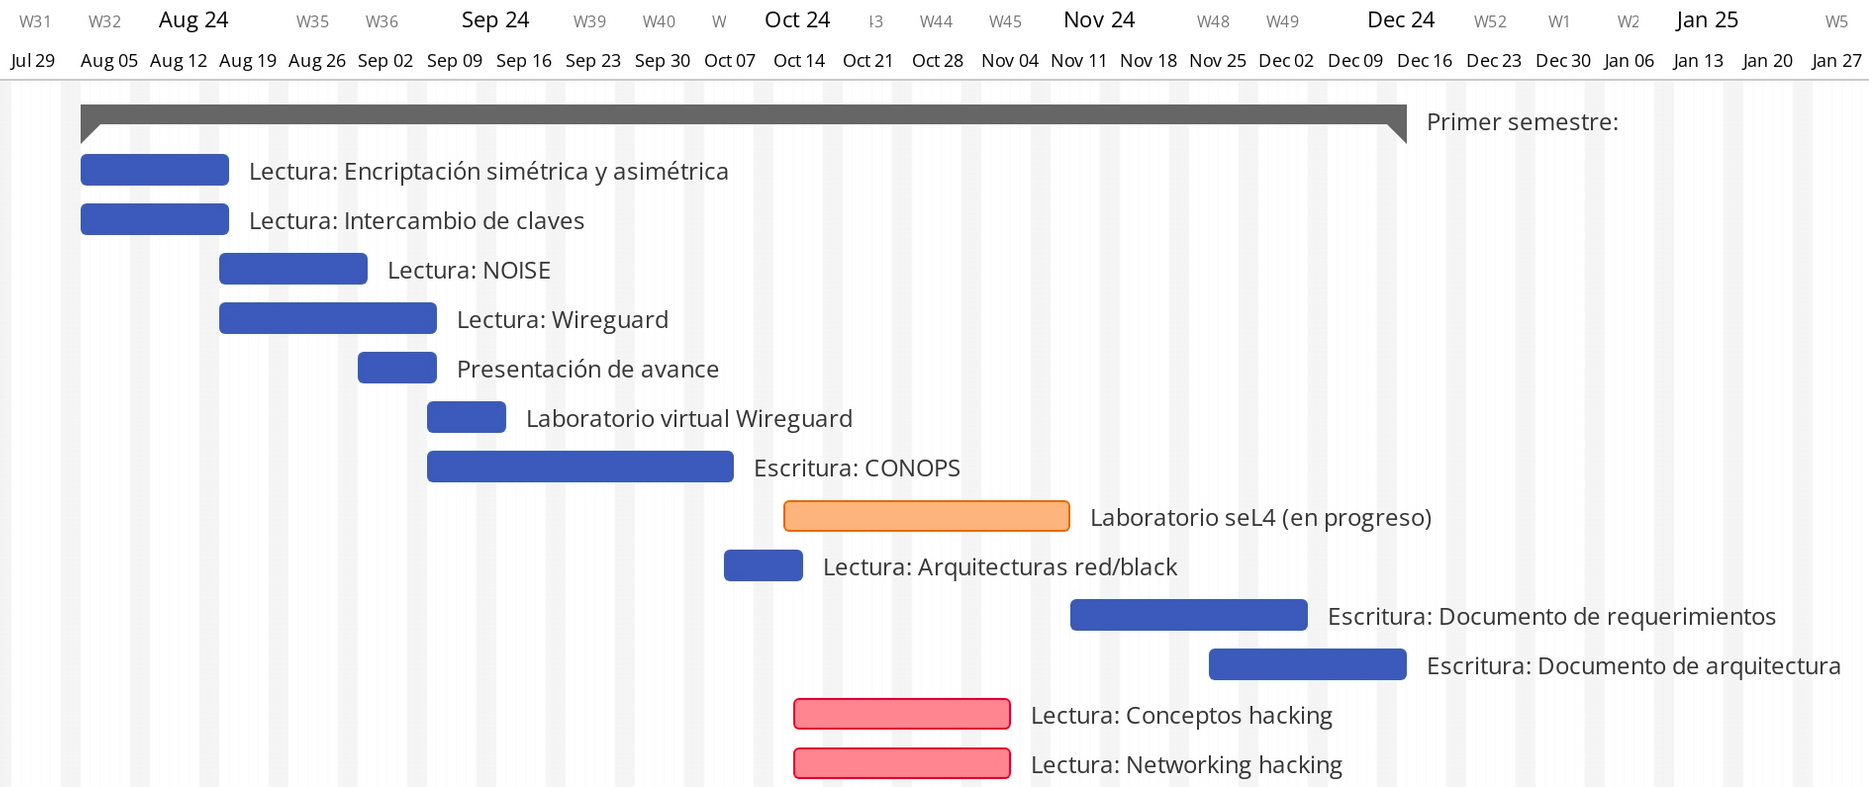 W31 W32 Aug 24 W35 W36 Sep 24 W39 W40 W Oct 24 43 W44 W45 Nov 24 W48 W49 Dec 24 W52 W1 W2 Jan 25 W5
Jul 29 Aug 05 Aug 12 Aug 19 Aug 26 Sep 02 Sep 09 Sep 16 Sep 23 Sep 30 Oct 07 Oct 14 Oct 21 Oct 28 Nov 04 Nov 11 Nov 18 Nov 25 Dec 02 Dec 09 Dec 16 Dec 23 Dec 30 Jan 06 Jan 13 Jan 20 Jan 27
Primer semestre:
Lectura: Encriptación simétrica y asimétrica
Lectura: Intercambio de claves
Lectura: NOISE
Lectura: Wireguard
Presentación de avance
Laboratorio virtual Wireguard
Escritura: CONOPS
Laboratorio seL4 (en progreso)
Lectura: Arquitecturas red/black
Escritura: Documento de requerimientos
Escritura: Documento de arquitectura
Lectura: Conceptos hacking
Lectura: Networking hacking